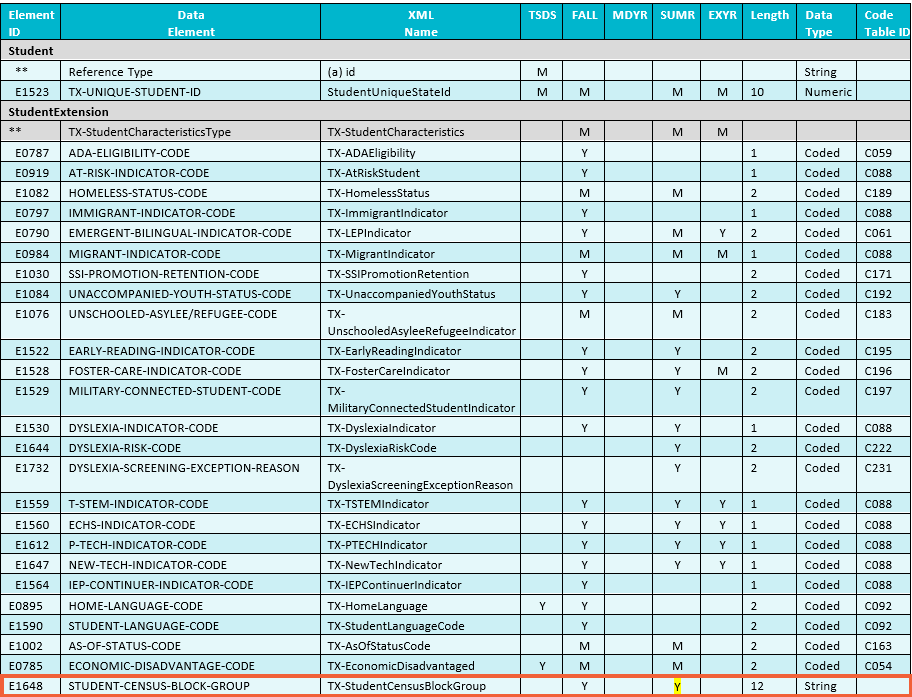 Element ID Data Element XML Name TSDS FALL MDYR SUMR EXYR Length Data Type Code Table ID
Student
** Reference Type (a) id M String
E1523 TX-UNIQUE-STUDENT-ID StudentUniqueStateId M M M M 10 Numeric
StudentExtension
** TX-StudentCharacteristicsType TX-StudentCharacteristics M M M
E0787 ADA-ELIGIBILITY-CODE TX-ADAEligibility Y 1 Coded C059
E0919 AT-RISK-INDICATOR-CODE TX-AtRiskStudent Y 1 Coded C088
E1082 HOMELESS-STATUS-CODE TX-HomelessStatus M M 2 Coded C189
E0797 IMMIGRANT-INDICATOR-CODE TX-ImmigrantIndicator Y 1 Coded C088
E0790 EMERGENT-BILINGUAL-INDICATOR-CODE TX-LEPIndicator Y M Y 2 Coded C061
E0984 MIGRANT-INDICATOR-CODE TX-MigrantIndicator M M M 1 Coded C088
E1030 SSI-PROMOTION-RETENTION-CODE TX-SSIPromotionRetention Y 2 Coded C171
E1084 UNACCOMPANIED-YOUTH-STATUS-CODE TX-UnaccompaniedYouthStatus Y Y 2 Coded C192
E1076 UNSCHOOLED-ASYLEE/REFUGEE-CODE TX-UnschooledAsyleeRefugeeIndicator M M 2 Coded C183
E1522 EARLY-READING-INDICATOR-CODE TX-EarlyReadingIndicator Y Y 2 Coded C195
E1528 FOSTER-CARE-INDICATOR-CODE TX-FosterCareIndicator Y Y M 2 Coded C196
E1529 MILITARY-CONNECTED-STUDENT-CODE TX-MilitaryConnectedStudentIndicator Y Y 2 Coded C197
E1530 DYSLEXIA-INDICATOR-CODE TX-DyslexiaIndicator Y Y 1 Coded C088
E1644 DYSLEXIA-RISK-CODE TX-DyslexiaRiskCode Y 2 Coded C222
E1732 DYSLEXIA-SCREENING-EXCEPTION-REASON TX-DyslexiaScreeningExceptionReason Y 2 Coded C231
E1559 T-STEM-INDICATOR-CODE TX-TSTEMIndicator Y Y Y 1 Coded C088
E1560 ECHS-INDICATOR-CODE TX-ECHSIndicator Y Y Y 1 Coded C088
E1612 P-TECH-INDICATOR-CODE TX-PTECHIndicator Y Y Y 1 Coded C088
E1647 NEW-TECH-INDICATOR-CODE TX-NewTechIndicator Y Y Y 1 Coded C088
E1564 IEP-CONTINUER-INDICATOR-CODE TX-IEPContinuerIndicator Y 1 Coded C088
E0895 HOME-LANGUAGE-CODE TX-HomeLanguage Y Y 2 Coded C092
E1590 STUDENT-LANGUAGE-CODE TX-StudentLanguageCode Y 2 Coded C092
E1002 AS-OF-STATUS-CODE TX-AsOfStatusCode M M 2 Coded C163
E0785 ECONOMIC-DISADVANTAGE-CODE TX-EconomicDisadvantaged Y M M 2 Coded C054
E1648 STUDENT-CENSUS-BLOCK-GROUP TX-StudentCensusBlockGroup Y Y 12 String